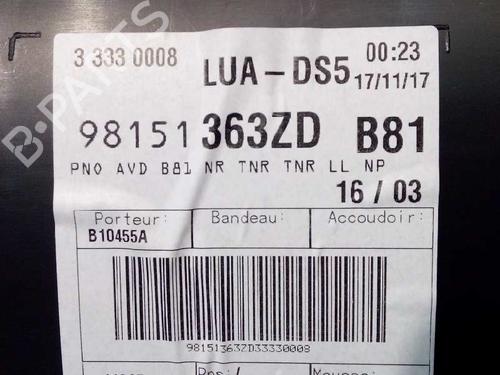 3 333 0008 LUA-DS5 00:23
17/11/17
98151 363ZD B81
PNO AVD B81 NR TNR TNR LL NP
16 / 03
Porteur: Bandeau: Accoudoir:
B10455A
98151363ZD33330008
B-PARTS